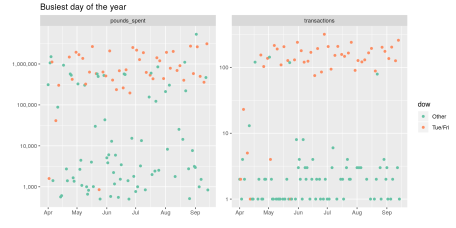 Busiest day of the year
pounds_spent
transactions
1,000,000
100,000
10,000
1,000
100
10
1
Apr May Jun Jul Aug Sep
Apr May Jun Jul Aug Sep
dow
Other
Tue/Fri